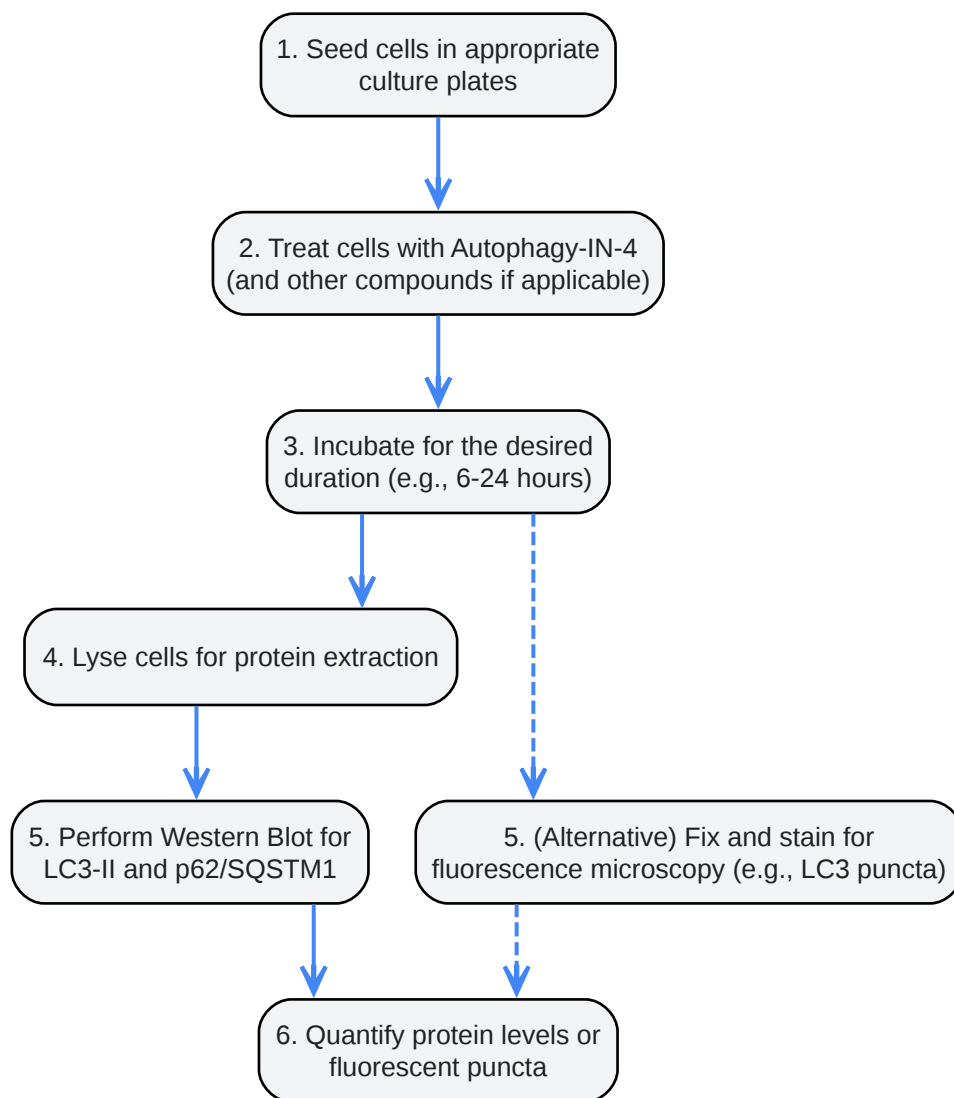 1. Seed cells in appropriate
culture plates
2. Treat cells with Autophagy-IN-4
(and other compounds if applicable)
3. Incubate for the desired
duration (e.g., 6-24 hours)
4. Lyse cells for protein extraction
5. Perform Western Blot for
LC3-II and p62/SQSTM1
5. (Alternative) Fix and stain for
fluorescence microscopy (e.g., LC3 puncta)
6. Quantify protein levels or
fluorescent puncta